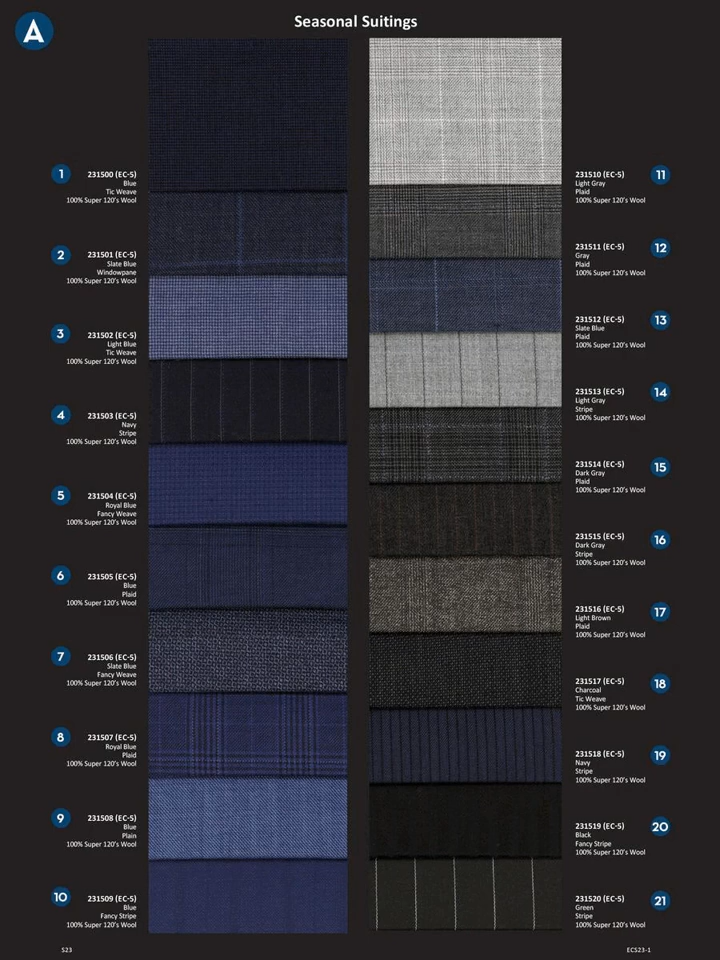 A
Seasonal Suitings
1
231500 (EC-5)
Blue
Tic Weave
100% Super 120's Wool
2
231501 (EC-5)
Slate Blue
Windowpane
100% Super 120's Wool
3
231502 (EC-5)
Light Blue
Tic Weave
100% Super 120's Wool
4
231503 (EC-5)
Navy
Stripe
100% Super 120's Wool
5
231504 (EC-5)
Royal Blue
Fancy Weave
100% Super 120's Wool
6
231505 (EC-5)
Blue
Plaid
100% Super 120's Wool
7
231506 (EC-5)
Slate Blue
Fancy Weave
100% Super 120's Wool
8
231507 (EC-5)
Royal Blue
Plaid
100% Super 120's Wool
9
231508 (EC-5)
Blue
Plain
100% Super 120's Wool
10
231509 (EC-5)
Blue
Fancy Stripe
100% Super 120's Wool
231510 (EC-5)
11
Light Gray
Plaid
100% Super 120's Wool
231511 (EC-5)
12
Gray
Plaid
100% Super 120's Wool
231512 (EC-5)
13
Slate Blue
Plaid
100% Super 120's Wool
231513 (EC-5)
14
Light Gray
Stripe
100% Super 120's Wool
231514 (EC-5)
15
Dark Gray
Plaid
100% Super 120's Wool
231515 (EC-5)
16
Dark Gray
Stripe
100% Super 120's Wool
231516 (EC-5)
17
Light Brown
Plaid
100% Super 120's Wool
231517 (EC-5)
18
Charcoal
Tic Weave
100% Super 120's Wool
231518 (EC-5)
19
Navy
Stripe
100% Super 120's Wool
231519 (EC-5)
20
Black
Fancy Stripe
100% Super 120's Wool
231520 (EC-5)
21
Green
Stripe
100% Super 120's Wool
S23
ECS23-1